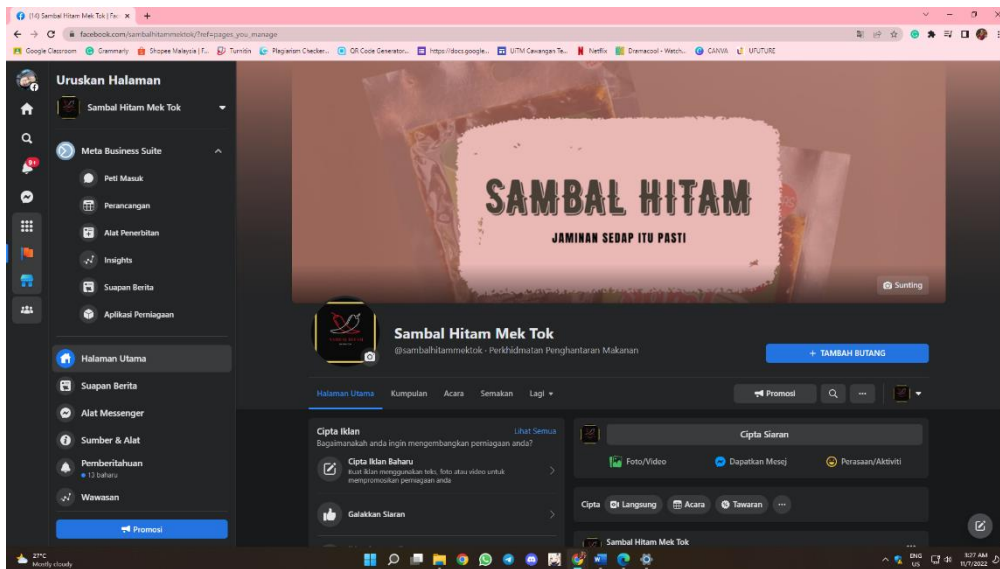 (14) Sambal Hitam Mek Tok | Fac
facebook.com/sambalhitammektok/?ref=pages_you_manage
Google Classroom Grammarly Shopee Malaysia | F... Turnitin Plagiarism Checker... QR Code Generator... https://docs.google... UiTM Cawangan Te... Netflix Dramacool - Watch... CANVA UFUTURE
Uruskan Halaman
Sambal Hitam Mek Tok
Meta Business Suite
9+
Peti Masuk
Perancangan
Alat Penerbitan
Insights
Suapan Berita
Aplikasi Perniagaan
Halaman Utama
Suapan Berita
Alat Messenger
Sumber & Alat
Pemberitahuan
13 baharu
Wawasan
Promosi
SAMBAL HITAM
JAMINAN SEDAP ITU PASTI
Sunting
Sambal Hitam Mek Tok
@sambalhitammektok · Perkhidmatan Penghantaran Makanan
+ TAMBAH BUTANG
Halaman Utama Kumpulan Acara Semakan Lagi
Promosi
Cipta Iklan Lihat Semua
Bagaimanakah anda ingin mengembangkan perniagaan anda?
Cipta Iklan Baharu
Buat iklan menggunakan teks, foto atau video untuk
mempromosikan perniagaan anda
Galakkan Siaran
Cipta Siaran
Foto/Video Dapatkan Mesej Perasaan/Aktiviti
Cipta Langsung Acara Tawaran
Sambal Hitam Mek Tok
27°C
Mostly cloudy
ENG
US
3:27 AM
11/7/2022